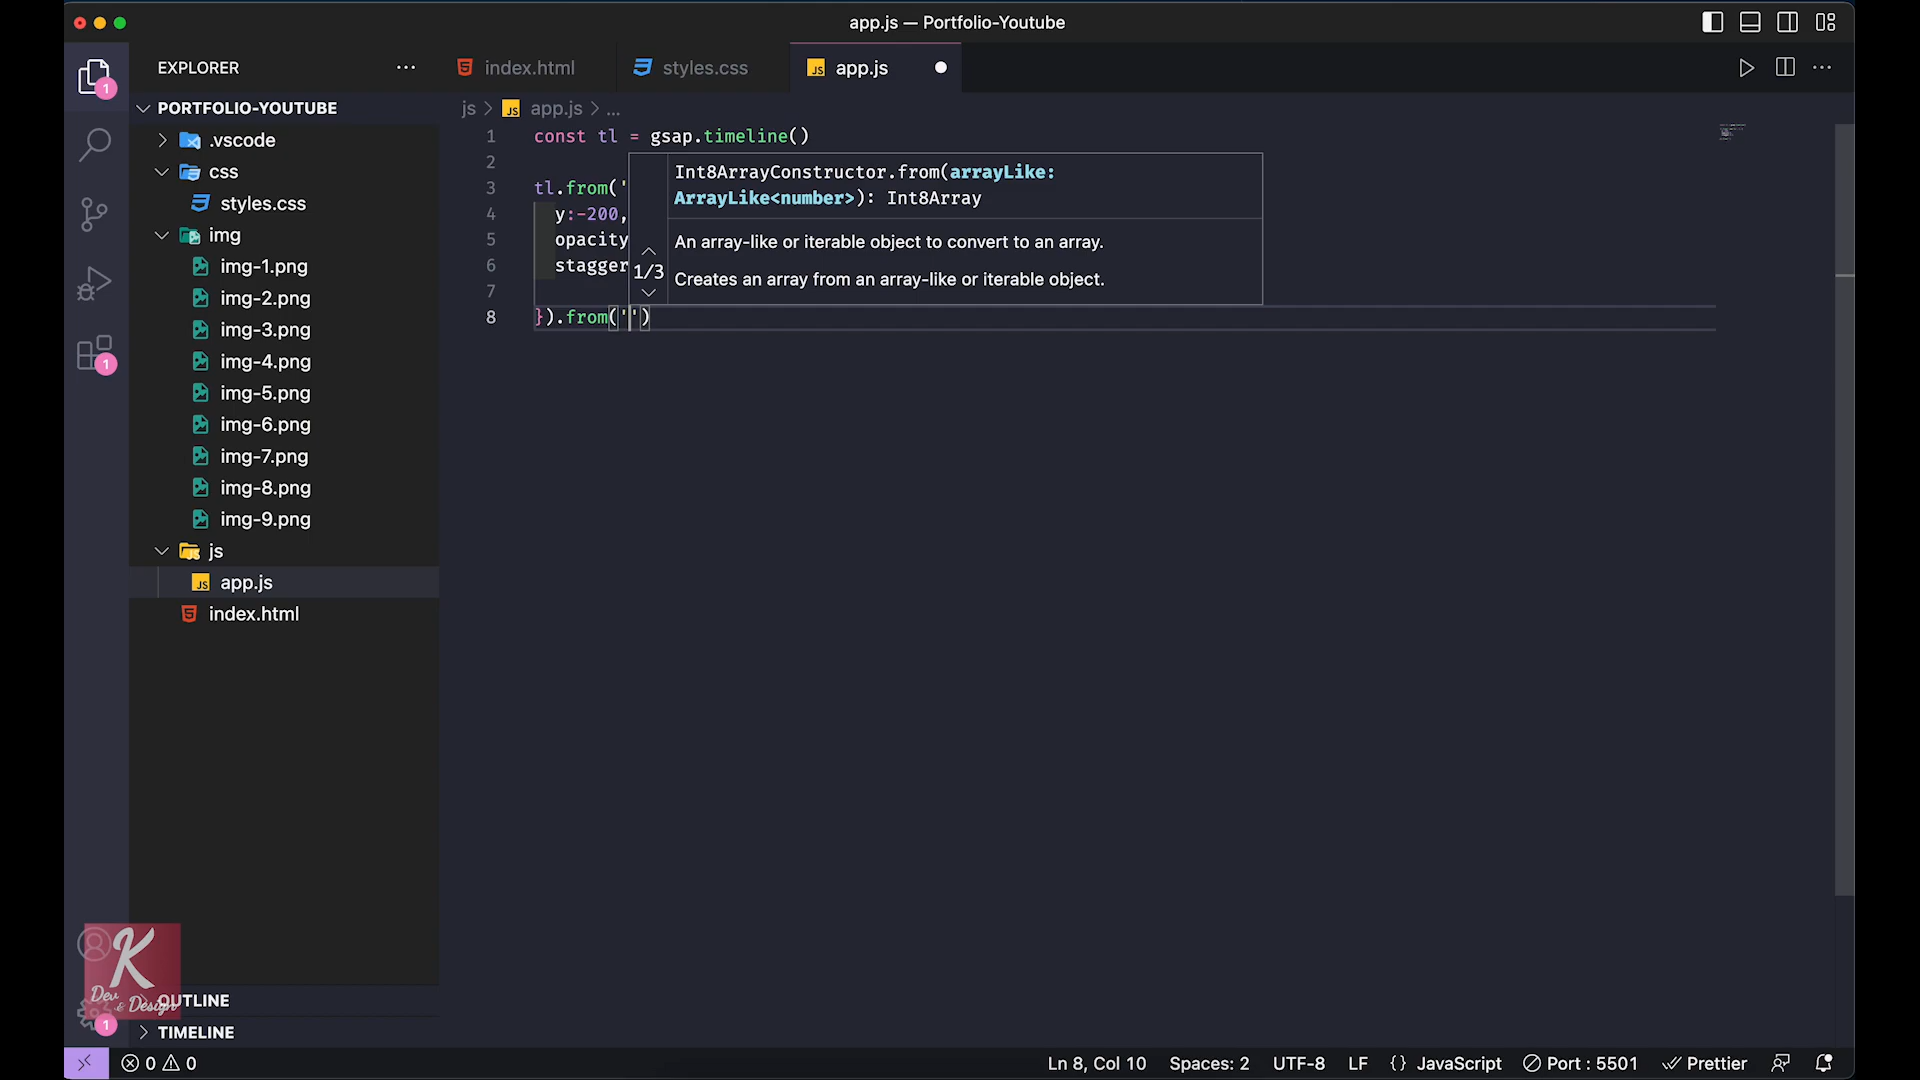 app.js — Portfolio-Youtube
EXPLORER
index.html
styles.css
app.js
1
PORTFOLIO-YOUTUBE
js > app.js > ...
.vscode
css
styles.css
img
img-1.png
img-2.png
img-3.png
img-4.png
img-5.png
img-6.png
img-7.png
img-8.png
img-9.png
js
app.js
index.html
1
1 const tl = gsap.timeline()
2
3 tl.from('
4 y:-200,
5 opacity
6 stagger
7
8 }).from('')
Int8ArrayConstructor.from(arrayLike:
ArrayLike<number>): Int8Array
An array-like or iterable object to convert to an array.
1/3
Creates an array from an array-like or iterable object.
K
Dev & Design
OUTLINE
1
TIMELINE
0 0
Ln 8, Col 10
Spaces: 2
UTF-8
LF
{} JavaScript
Port : 5501
Prettier